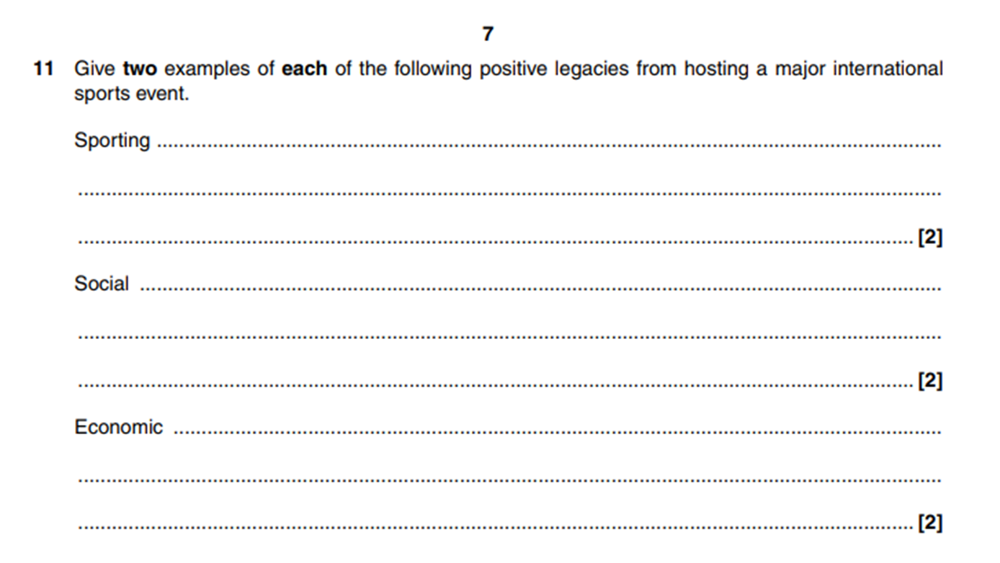 7
11 Give two examples of each of the following positive legacies from hosting a major international
sports event.
Sporting ..........................................................................................................................................
..........................................................................................................................................................
.................................................................................................................................................... [2]
Social ..............................................................................................................................................
..........................................................................................................................................................
.................................................................................................................................................... [2]
Economic ........................................................................................................................................
..........................................................................................................................................................
.................................................................................................................................................... [2]